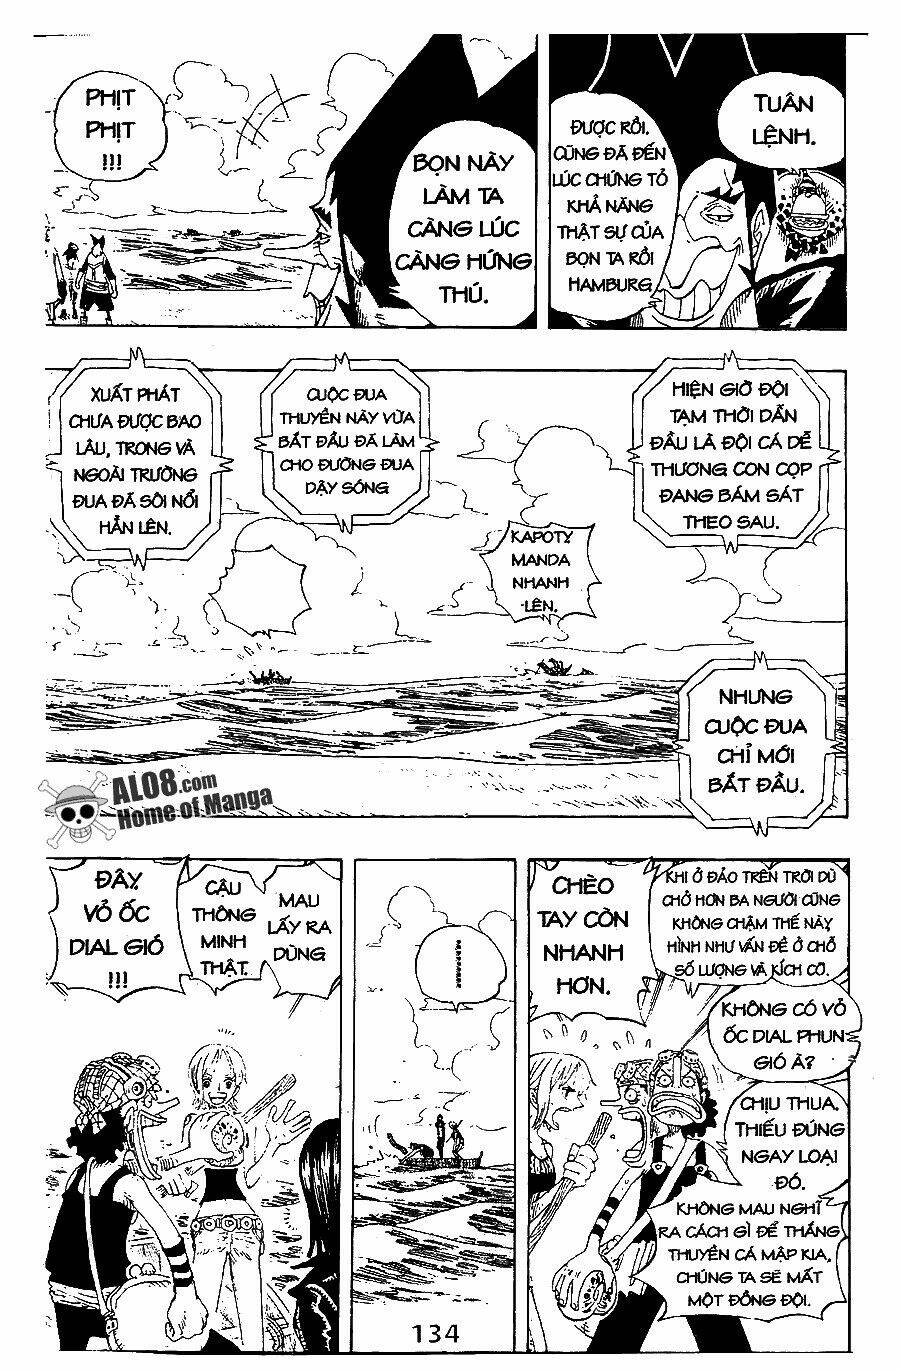 TUÂN
LỆNH.
ĐƯỢC RỒI.
CŨNG ĐÃ ĐẾN
LÚC CHỨNG TỎ
KHẢ NĂNG
THẬT SỰ CỦA
BỌN TA RỒI
HAMBURG
BỌN NÀY
LÀM TA
CÀNG LÚC
CÀNG HỨNG
THÚ.
PHỊT
PHỊT
!!!
HIỆN GIỜ ĐỘI
TẠM THỜI DẪN
ĐẦU LÀ ĐỘI CÁ DỄ
THƯƠNG CON CỌP
ĐANG BÁM SÁT
THEO SAU.
CUỘC ĐUA
THUYỀN NÀY VỪA
BẮT ĐẦU ĐÃ LÀM
CHO ĐƯỜNG ĐUA
DẬY SÓNG
XUẤT PHÁT
CHƯA ĐƯỢC BAO
LÂU, TRONG VÀ
NGOÀI TRƯỜNG
ĐUA ĐÃ SÔI NỔI
HẲN LÊN.
KAPOTY
MANDA
NHANH
LÊN.
NHƯNG
CUỘC ĐUA
CHỈ MỚI
BẮT ĐẦU.
ALO8.com
Home of Manga
KHI Ở ĐẢO TRÊN TRỜI DÙ
CHỞ HƠN BA NGƯỜI CŨNG
KHÔNG CHẬM THẾ NÀY,
HÌNH NHƯ VẤN ĐỀ Ở CHỖ
SỐ LƯỢNG VÀ KÍCH CỠ.
CHÈO
TAY CÒN
NHANH
HƠN.
KHÔNG CÓ VỎ
ỐC DIAL PHUN
GIÓ À?
CHỊU THUA.
THIẾU ĐÚNG
NGAY LOẠI
ĐÓ.
KHÔNG MAU NGHĨ
RA CÁCH GÌ ĐỂ THẮNG
THUYỀN CÁ MẬP KIA,
CHÚNG TA SẼ MẤT
MỘT ĐỒNG ĐỘI.
MAU
LẤY RA
DÙNG
CẬU
THÔNG
MINH
THẬT.
ĐÂY.
VỎ ỐC
DIAL GIÓ
!!!
134